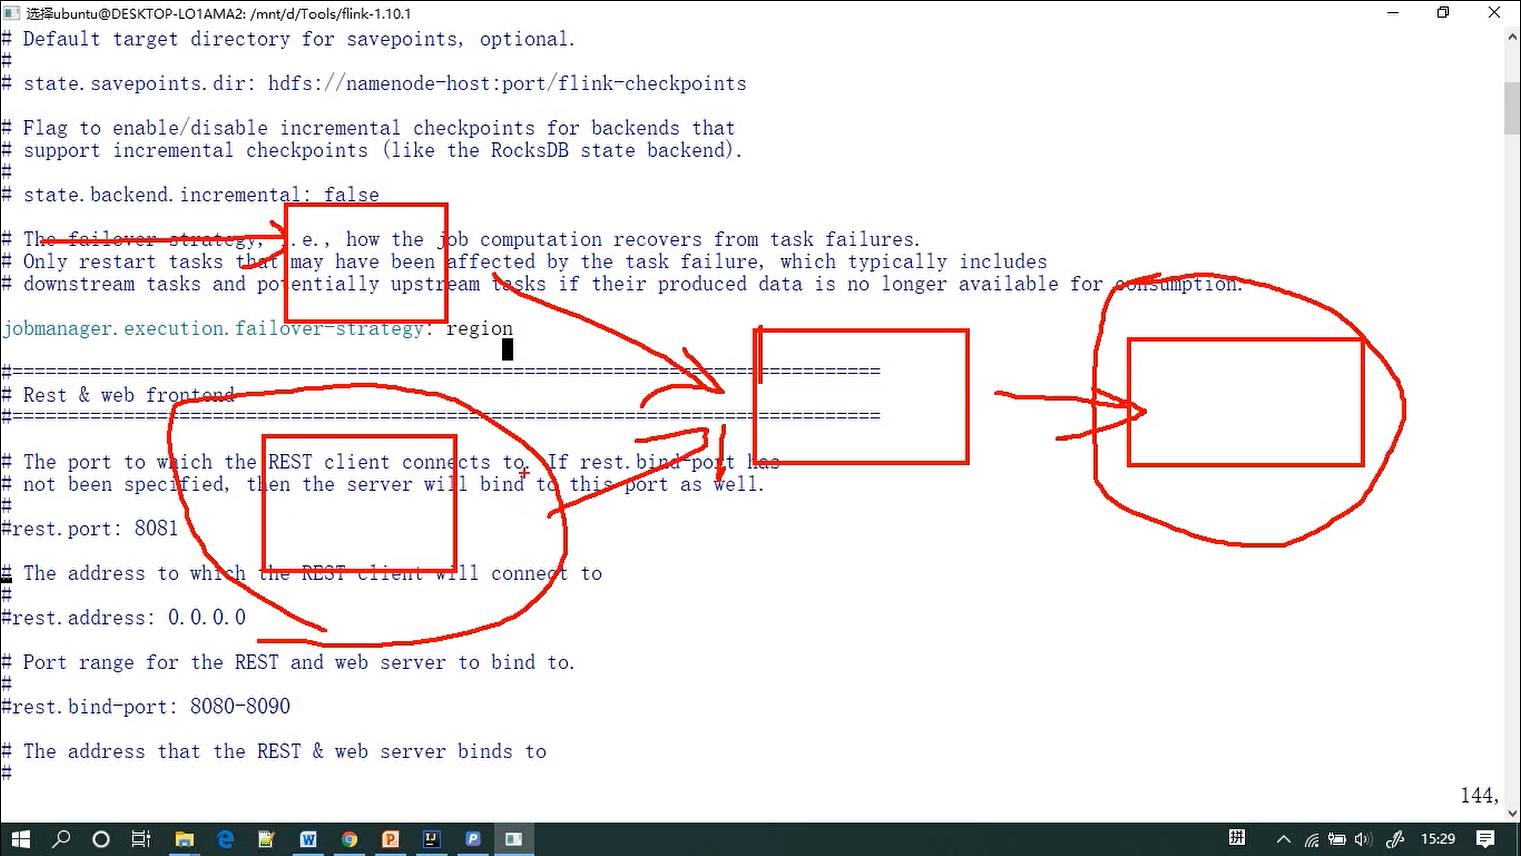 选择ubuntu@DESKTOP-LO1AMA2: /mnt/d/Tools/flink-1.10.1
# Default target directory for savepoints, optional.
#
# state.savepoints.dir: hdfs://namenode-host:port/flink-checkpoints
# Flag to enable/disable incremental checkpoints for backends that
# support incremental checkpoints (like the RocksDB state backend).
#
# state.backend.incremental: false
# The failover strategy, i.e., how the job computation recovers from task failures.
# Only restart tasks that may have been affected by the task failure, which typically includes
# downstream tasks and potentially upstream tasks if their produced data is no longer available for consumption.
jobmanager.execution.failover-strategy: region
#==============================================================================
# Rest & web frontend
#==============================================================================
# The port to which the REST client connects to. If rest.bind-port has
# not been specified, then the server will bind to this port as well.
#
#rest.port: 8081
# The address to which the REST client will connect to
#
#rest.address: 0.0.0.0
# Port range for the REST and web server to bind to.
#
#rest.bind-port: 8080-8090
# The address that the REST & web server binds to
#
144,
拼
15:29